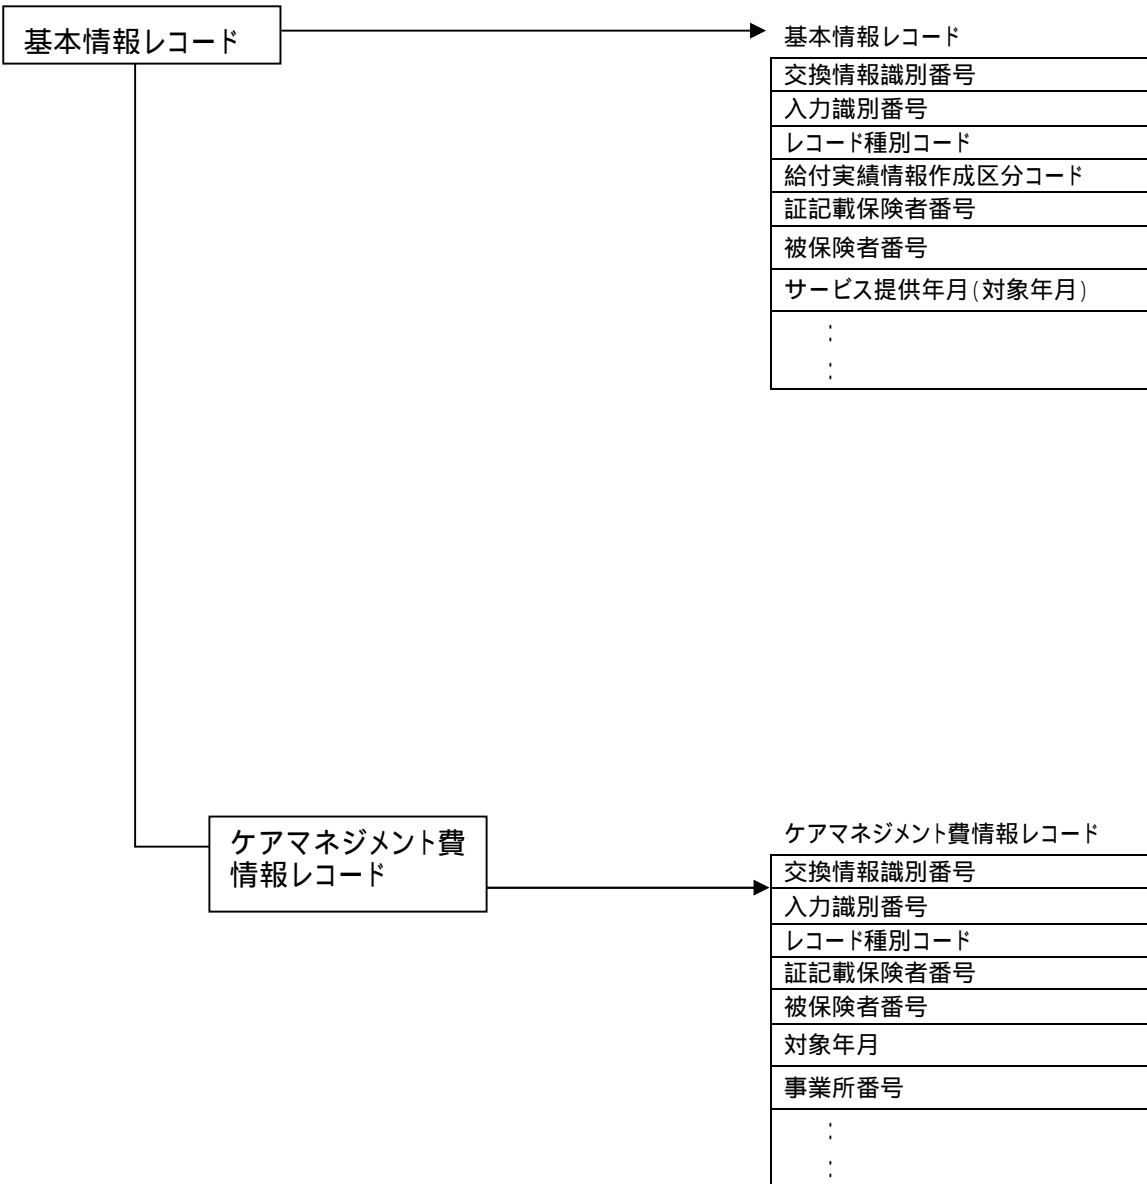 基本情報レコード
基本情報レコード
交換情報識別番号
入力識別番号
レコード種別コード
給付実績情報作成区分コード
証記載保険者番号
被保険者番号
サービス提供年月(対象年月)
:
:
ケアマネジメント費
情報レコード
ケアマネジメント費情報レコード
交換情報識別番号
入力識別番号
レコード種別コード
証記載保険者番号
被保険者番号
対象年月
事業所番号
:
: